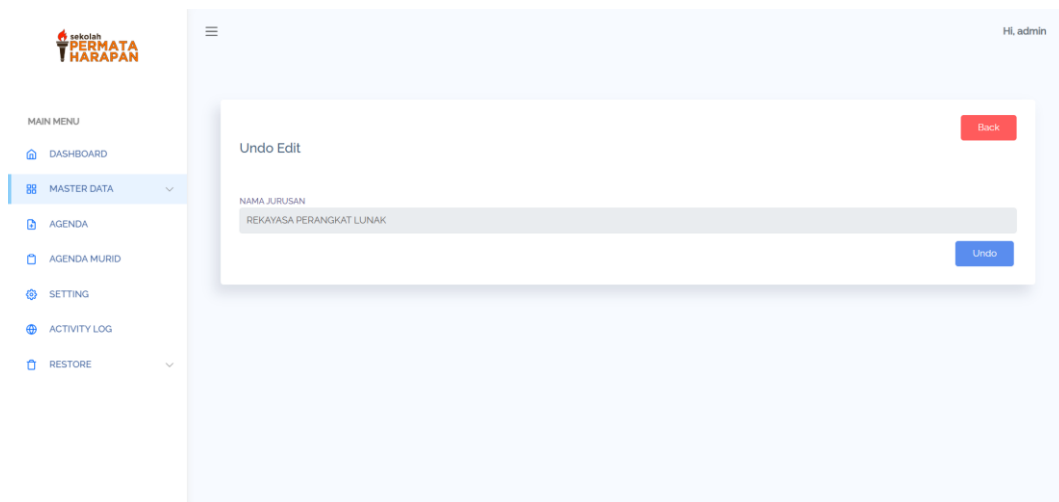 sekolah
PERMATA
HARAPAN
Hi, admin
MAIN MENU
DASHBOARD
MASTER DATA
AGENDA
AGENDA MURID
SETTING
ACTIVITY LOG
RESTORE
Back
Undo Edit
NAMA JURUSAN
REKAYASA PERANGKAT LUNAK
Undo